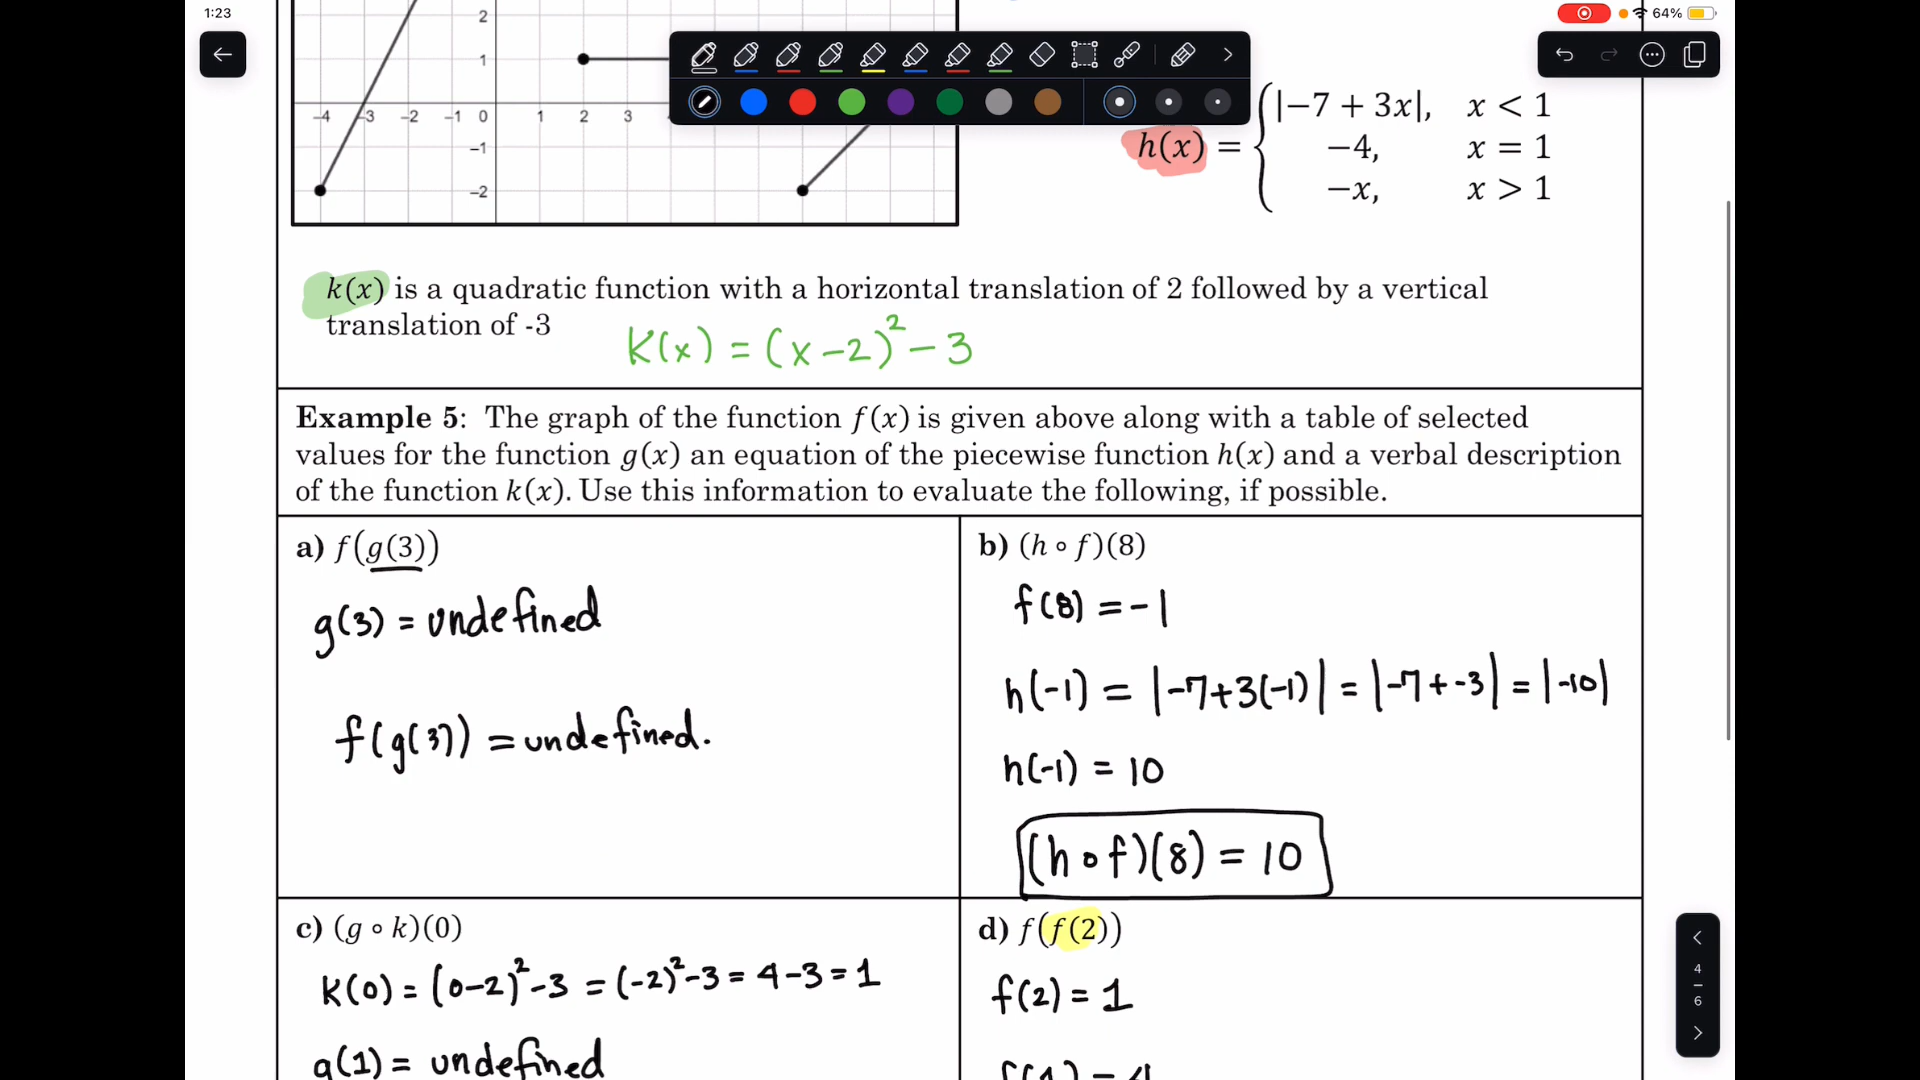 1:23
64%
2
1
-4 -3 -2 -1 0 1 2 3
-1
-2
h(x) = { |−7 + 3x|, x < 1
−4, x = 1
−x, x > 1
k(x) is a quadratic function with a horizontal translation of 2 followed by a vertical
translation of -3
K(x) = (x-2)² - 3
Example 5: The graph of the function f(x) is given above along with a table of selected
values for the function g(x) an equation of the piecewise function h(x) and a verbal description
of the function k(x). Use this information to evaluate the following, if possible.
a) f(g(3))
g(3) = undefined
f(g(3)) = undefined.
b) (h ∘ f)(8)
f(8) = -1
h(-1) = |-7+3(-1)| = |-7+-3| = |-10|
h(-1) = 10
(h∘f)(8) = 10
c) (g ∘ k)(0)
K(0) = (0-2)²-3 = (-2)²-3 = 4-3 = 1
g(1) = undefined
d) f(f(2))
f(2) = 1
4
6